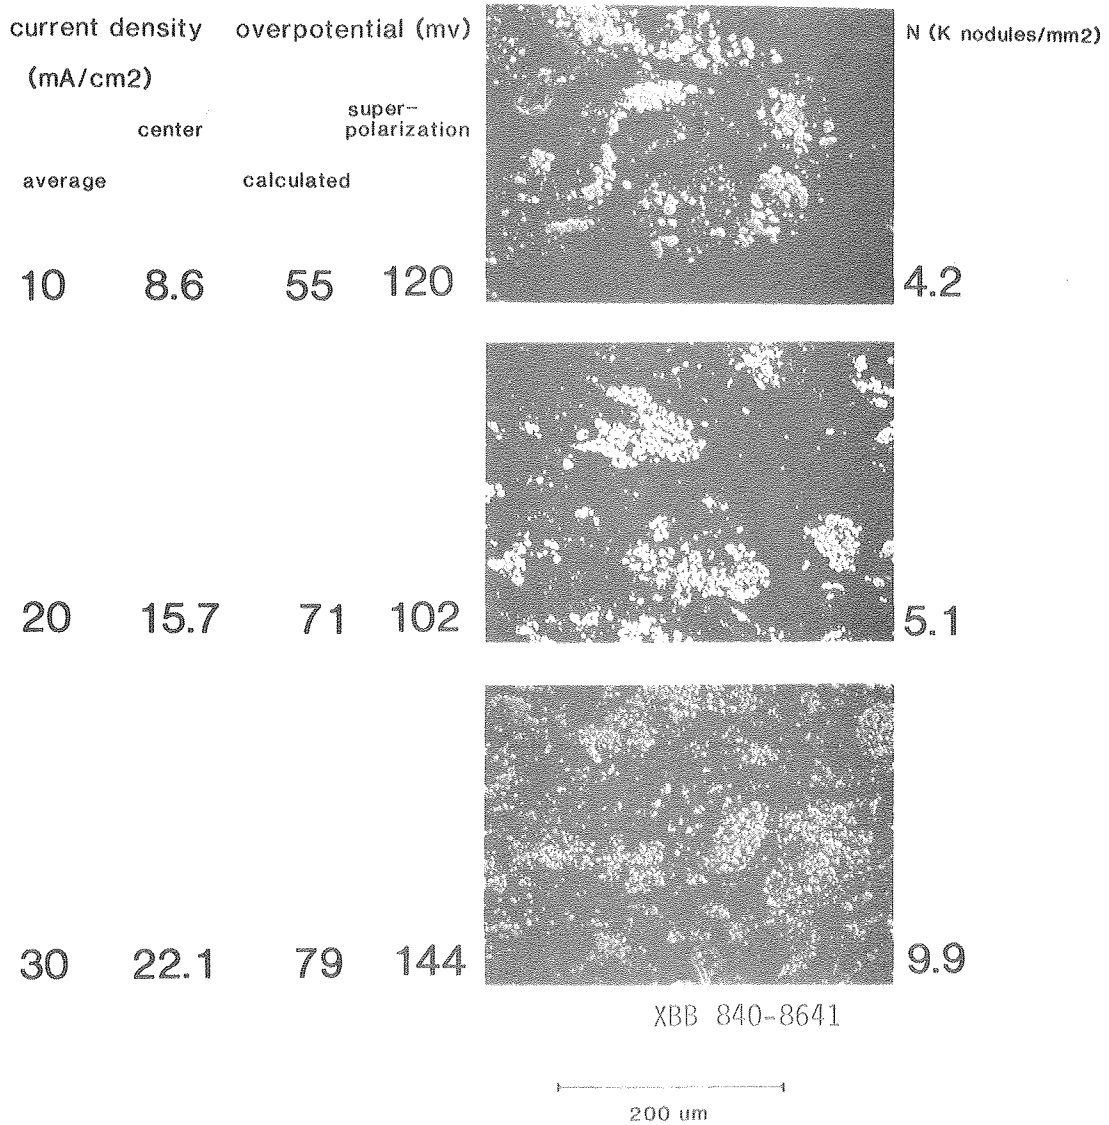 current density overpotential (mv) N (K nodules/mm2)
(mA/cm2)
super-
center polarization
average calculated
10 8.6 55 120 4.2
20 15.7 71 102 5.1
30 22.1 79 144 9.9
XBB 840-8641
200 um